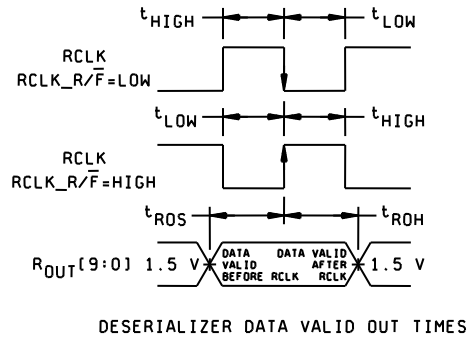 tHIGH tLOW
RCLK
RCLK_R/F̅=LOW
tLOW tHIGH
RCLK
RCLK_R/F̅=HIGH
tROS tROH
ROUT[9:0] 1.5 V DATA VALID BEFORE RCLK DATA VALID AFTER RCLK 1.5 V
DESERIALIZER DATA VALID OUT TIMES